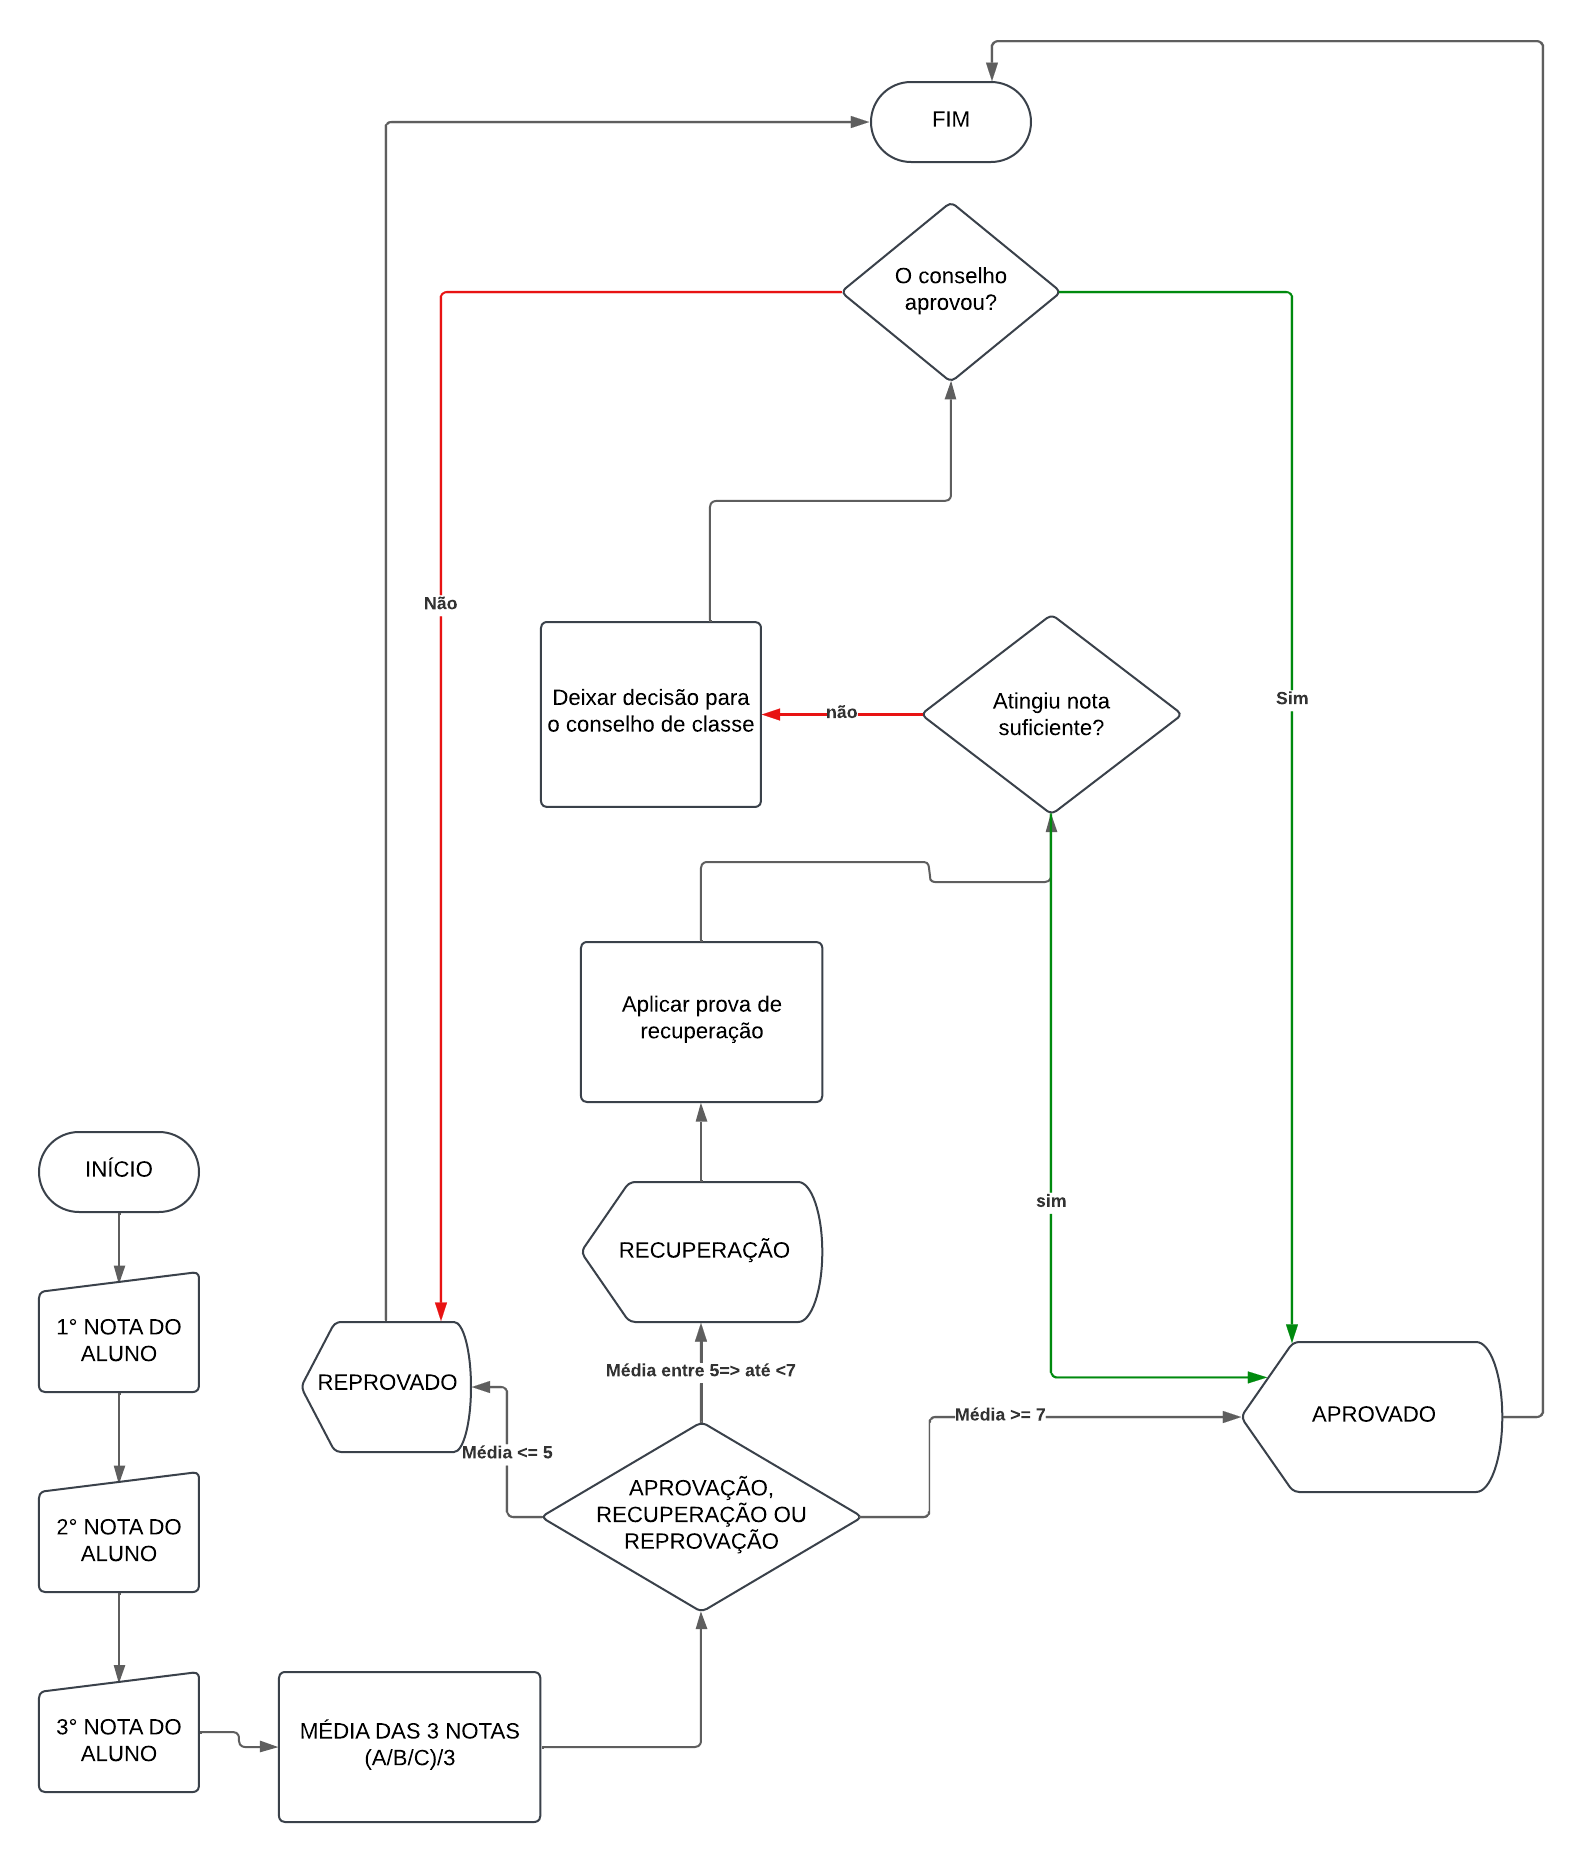 FIM
O conselho
aprovou?
Não
Sim
Deixar decisão para
o conselho de classe
não
Atingiu nota
suficiente?
Aplicar prova de
recuperação
INÍCIO
sim
RECUPERAÇÃO
1° NOTA DO
ALUNO
REPROVADO
Média entre 5=> até <7
Média >= 7
APROVADO
Média <= 5
APROVAÇÃO,
RECUPERAÇÃO OU
REPROVAÇÃO
2° NOTA DO
ALUNO
3° NOTA DO
ALUNO
MÉDIA DAS 3 NOTAS
(A/B/C)/3